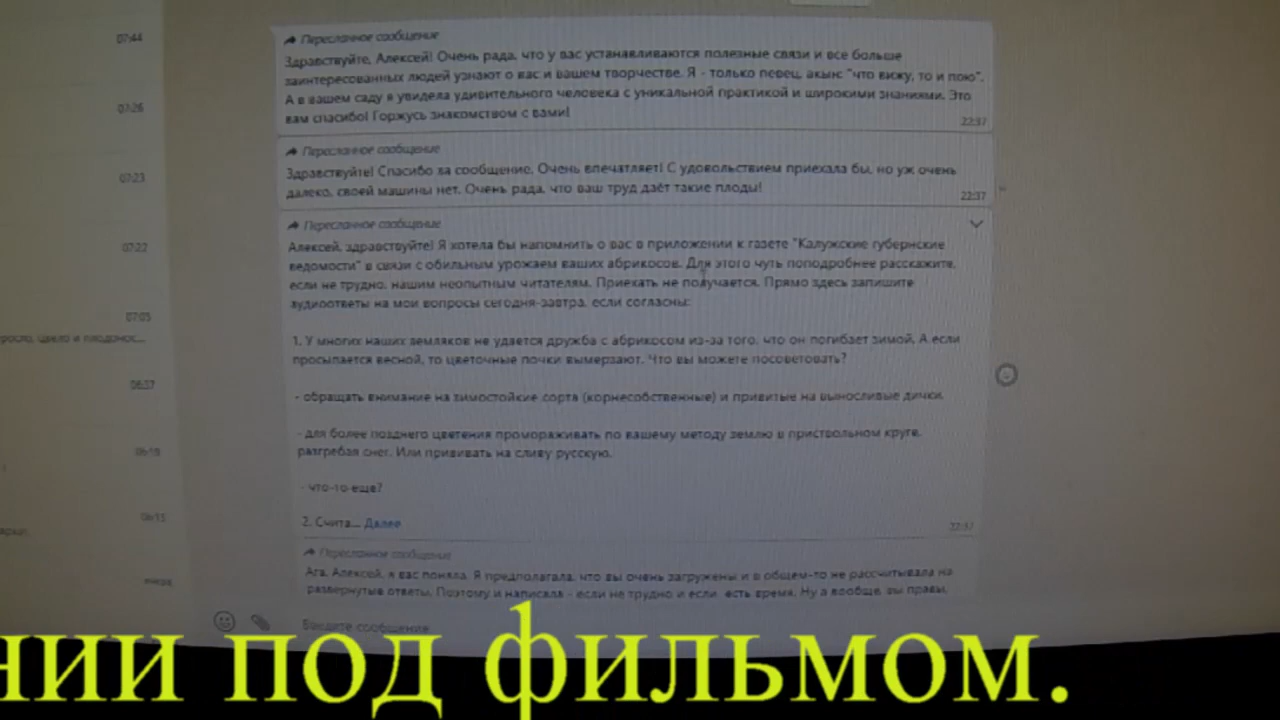 07:44
07:26
07:23
07:22
07:03
06:37
06:19
06:15
вчера
Пересланное сообщение
Здравствуйте, Алексей! Очень рада, что у вас устанавливаются полезные связи и все больше
заинтересованных людей узнают о вас и вашем творчестве. Я - только певец, акын: "что вижу, то и пою".
А в вашем саду я увидела удивительного человека с уникальной практикой и широкими знаниями. Это
вам спасибо! Горжусь знакомством с вами!
22:37
Пересланное сообщение
Здравствуйте! Спасибо за сообщение. Очень впечатляет! С удовольствием приехала бы, но уж очень
далеко, своей машины нет. Очень рада, что ваш труд даёт такие плоды!
22:37
Пересланное сообщение
Алексей, здравствуйте! Я хотела бы напомнить о вас в приложении к газете "Калужские губернские
ведомости" в связи с обильным урожаем ваших абрикосов. Для этого чуть поподробнее расскажите,
если не трудно, нашим неопытным читателям. Приехать не получается. Прямо здесь запишите
аудиоответы на мои вопросы сегодня-завтра, если согласны:
1. У многих наших земляков не удается дружба с абрикосом из-за того, что он погибает зимой. А если
просыпается весной, то цветочные почки вымерзают. Что вы можете посоветовать?
- обращать внимание на зимостойкие сорта (корнесобственные) и привитые на выносливые дички.
- для более позднего цветения промораживать по вашему методу землю в приствольном круге,
разгребая снег. Или прививать на сливу русскую.
- что-то еще?
2. Счита... Далее
22:37
Пересланное сообщение
Ага, Алексей, я вас поняла. Я предполагала, что вы очень загружены и в общем-то не рассчитывала на
развернутые ответы. Поэтому и написала - если не трудно и если есть время. Ну а вообще, вы правы,
Введите сообщение
нии под фильмом.